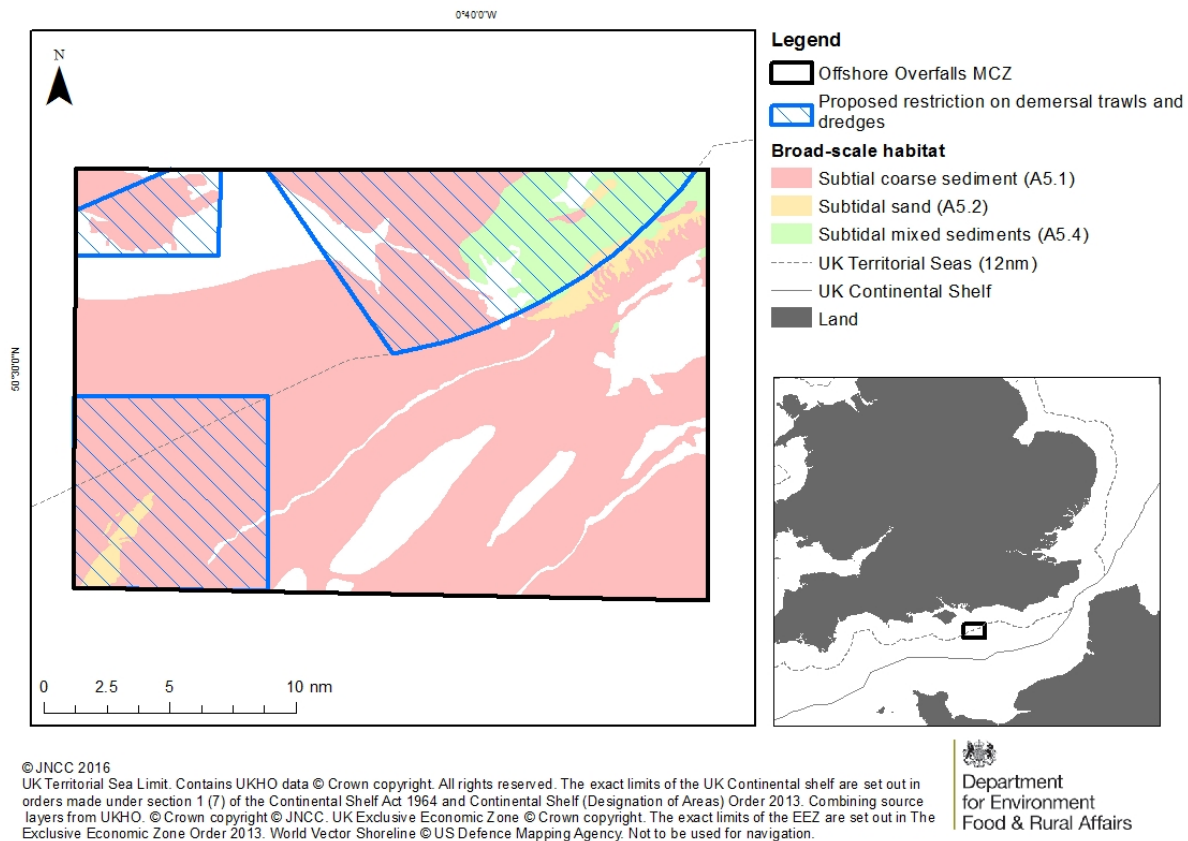 0°40'0"W
N
50°30'0"N
0 2.5 5 10 nm
Legend
Offshore Overfalls MCZ
Proposed restriction on demersal trawls and
dredges
Broad-scale habitat
Subtial coarse sediment (A5.1)
Subtidal sand (A5.2)
Subtidal mixed sediments (A5.4)
UK Territorial Seas (12nm)
UK Continental Shelf
Land
© JNCC 2016
UK Territorial Sea Limit. Contains UKHO data © Crown copyright. All rights reserved. The exact limits of the UK Continental shelf are set out in
orders made under section 1 (7) of the Continental Shelf Act 1964 and Continental Shelf (Designation of Areas) Order 2013. Combining source
layers from UKHO. © Crown copyright © JNCC. UK Exclusive Economic Zone © Crown copyright. The exact limits of the EEZ are set out in The
Exclusive Economic Zone Order 2013. World Vector Shoreline © US Defence Mapping Agency. Not to be used for navigation.
Department
for Environment
Food & Rural Affairs